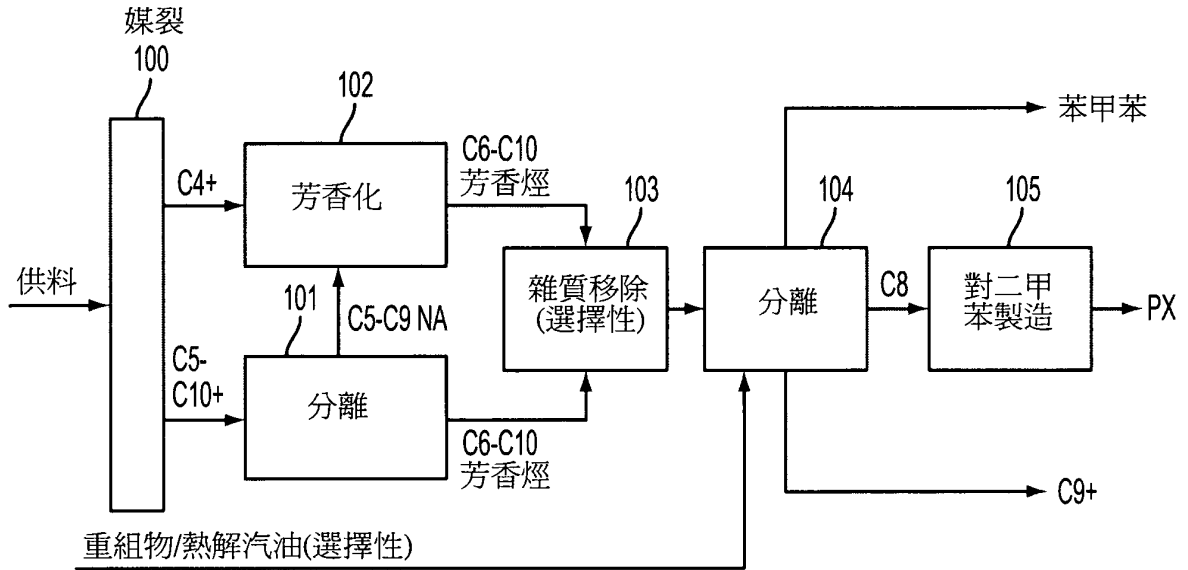 媒裂
100
102
芳香化
C4+
C6-C10
芳香烴
供料
101
C5-C9 NA
C5-
C10+
分離
C6-C10
芳香烴
103
雜質移除
(選擇性)
104
分離
苯甲苯
C8
105
對二甲
苯製造
PX
C9+
重組物/熱解汽油(選擇性)